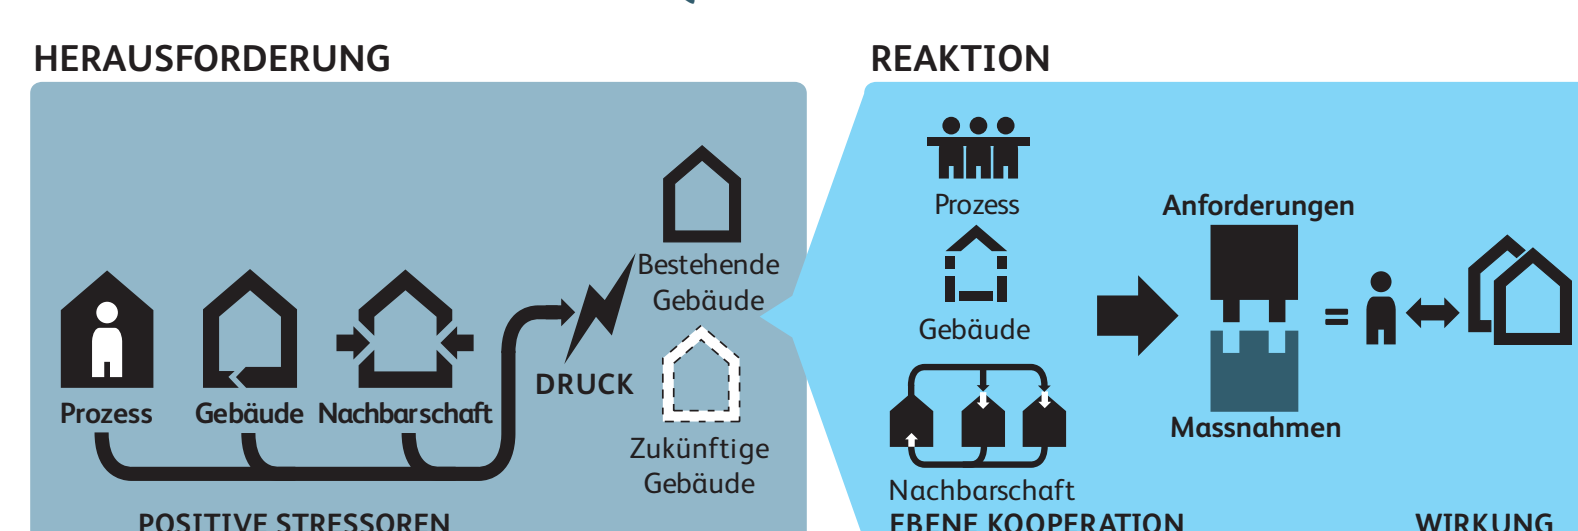 HERAUSFORDERUNG
Prozess
Gebäude
Nachbarschaft
DRUCK
Bestehende
Gebäude
Zukünftige
Gebäude
POSITIVE STRESSOREN
REAKTION
Prozess
Gebäude
Nachbarschaft
EBENE KOOPERATION
Anforderungen
=
Massnahmen
WIRKUNG